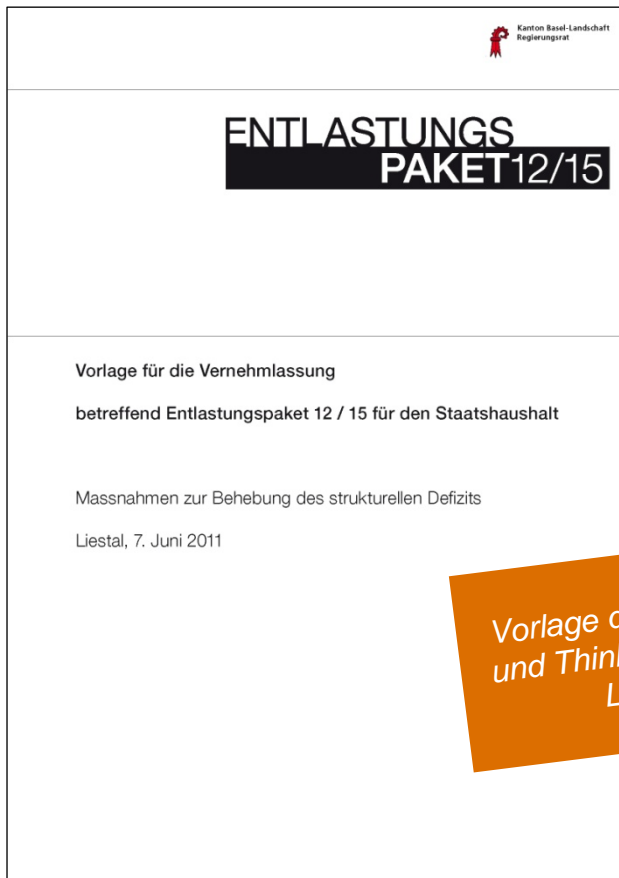 Kanton Basel-Landschaft
Regierungsrat
ENTLASTUNGS
PAKET12/15
Vorlage für die Vernehmlassung
betreffend Entlastungspaket 12 / 15 für den Staatshaushalt
Massnahmen zur Behebung des strukturellen Defizits
Liestal, 7. Juni 2011
Vorlage
und
L